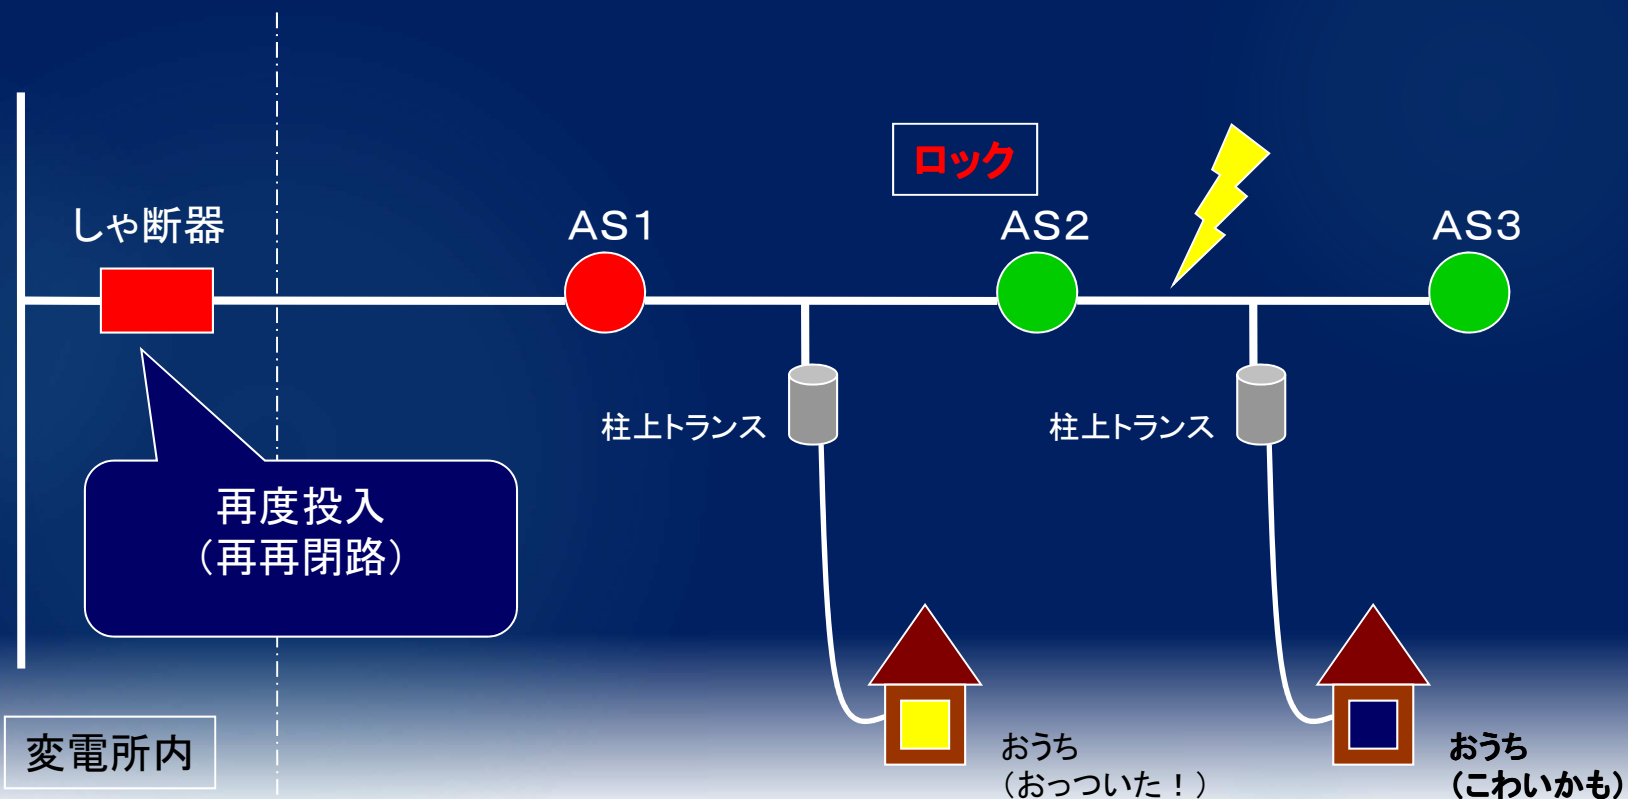 ロック
しゃ断器
AS1
AS2
AS3
柱上トランス
柱上トランス
再度投入
（再再閉路）
変電所内
おうち
（おっついた！）
おうち
（こわいかも）